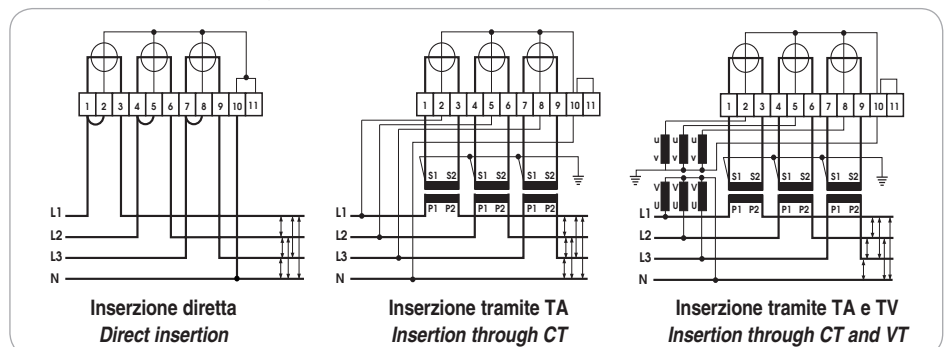 1 2 3 4 5 6 7 8 9 10 11
L1
L2
L3
N
Inserzione diretta
Direct insertion
1 2 3 4 5 6 7 8 9 10 11
S1 S2 S1 S2 S1 S2
P1 P2 P1 P2 P1 P2
L1
L2
L3
N
Inserzione tramite TA
Insertion through CT
1 2 3 4 5 6 7 8 9 10 11
u u u
v v v
S1 S2 S1 S2 S1 S2
V V V
U U U
P1 P2 P1 P2 P1 P2
L1
L2
L3
N
Inserzione tramite TA e TV
Insertion through CT and VT